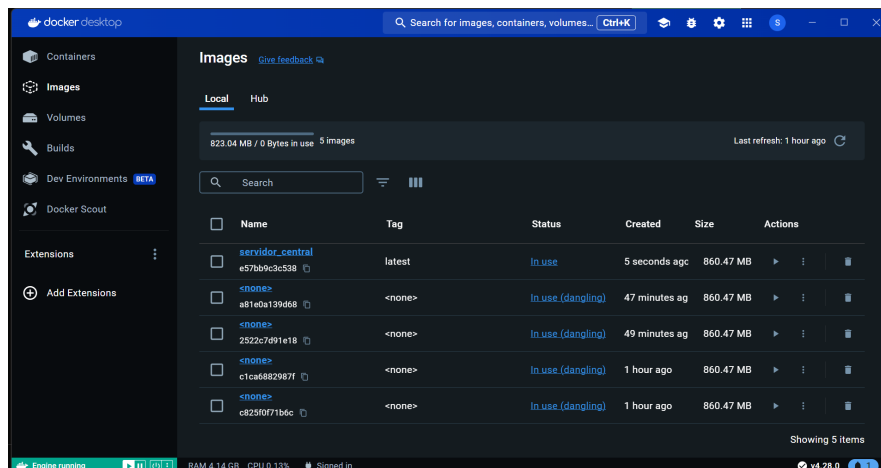 docker desktop
Search for images, containers, volumes... Ctrl+K
S
Containers
Images
Volumes
Builds
Dev Environments BETA
Docker Scout
Extensions
Add Extensions
Images Give feedback
Local Hub
823.04 MB / 0 Bytes in use 5 images
Last refresh: 1 hour ago
Search
Name Tag Status Created Size Actions
servidor_central
e57bb9c3c538
latest In use 5 seconds agc 860.47 MB
<none>
a81e0a139d68
<none> In use (dangling) 47 minutes ag 860.47 MB
<none>
2522c7d91e18
<none> In use (dangling) 49 minutes ag 860.47 MB
<none>
c1ca6882987f
<none> In use (dangling) 1 hour ago 860.47 MB
<none>
c825f0f71b6c
<none> In use (dangling) 1 hour ago 860.47 MB
Showing 5 items
Engine running RAM 4.14 GB CPU 0.13% Signed in v4.28.0 1